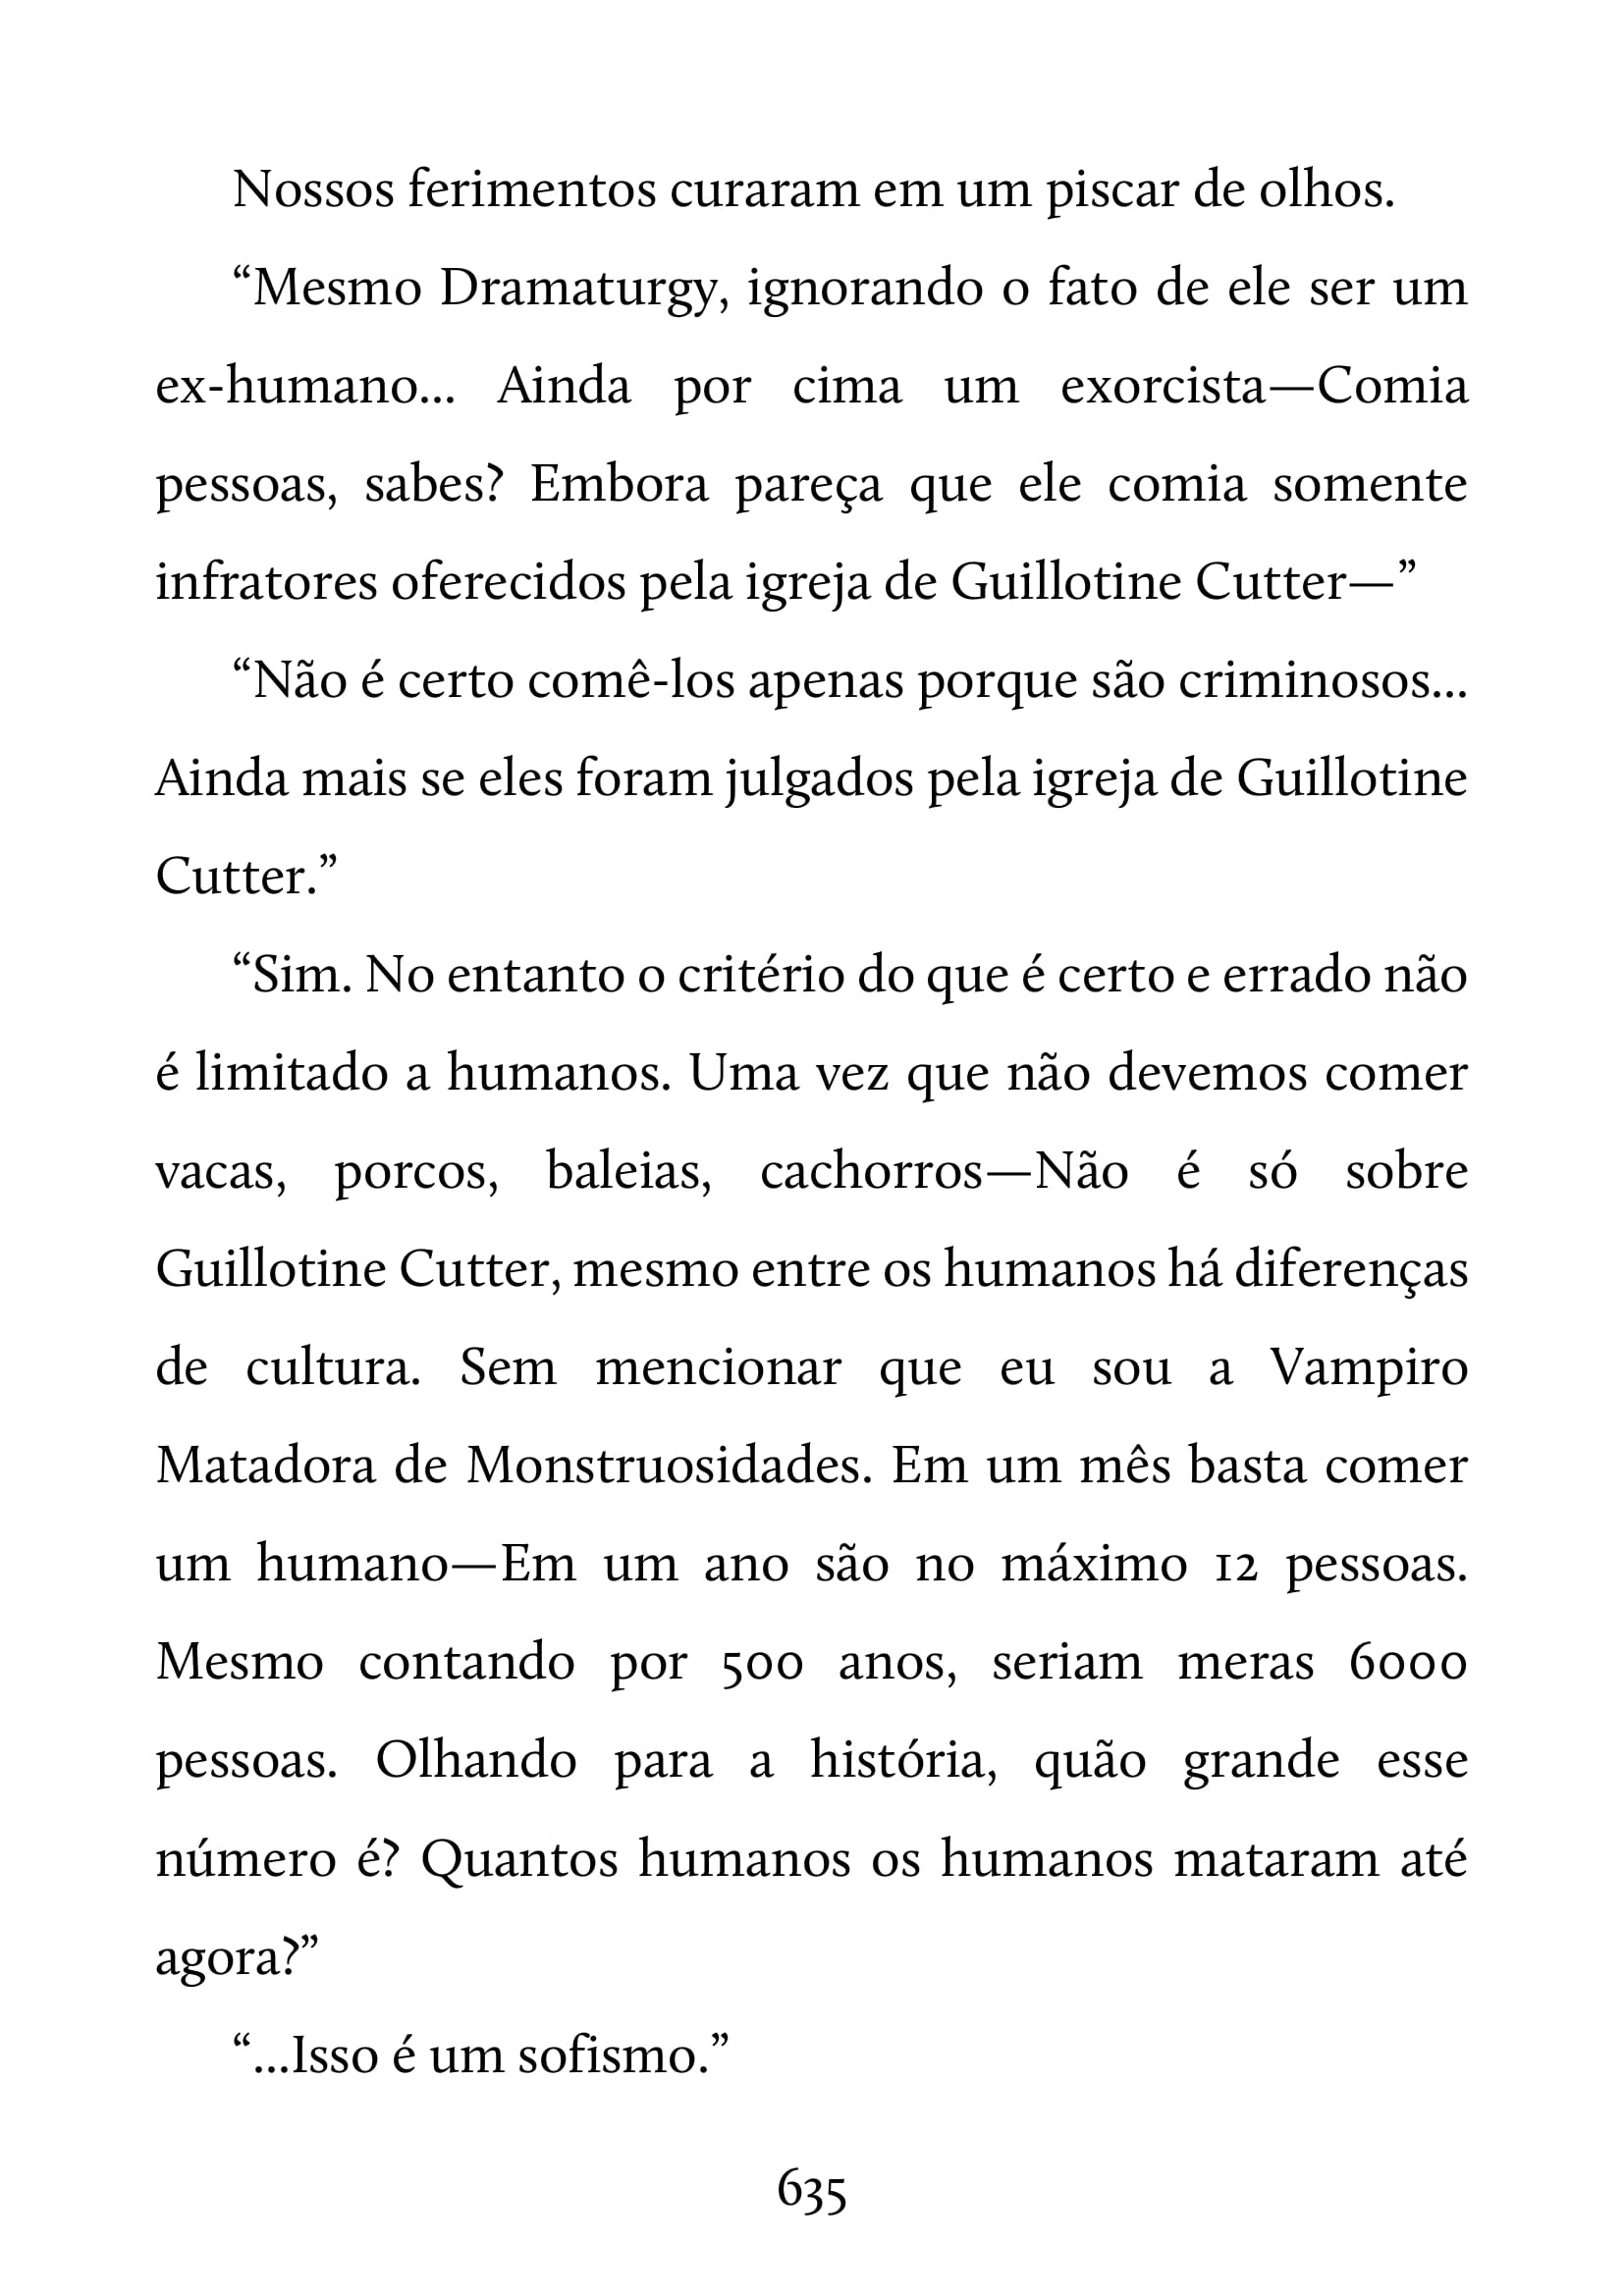 Nossos ferimentos curaram em um piscar de olhos.
“Mesmo Dramaturgy, ignorando o fato de ele ser um
ex-humano... Ainda por cima um exorcista—Comia
pessoas, sabes? Embora pareça que ele comia somente
infratores oferecidos pela igreja de Guillotine Cutter—”
“Não é certo comê-los apenas porque são criminosos...
Ainda mais se eles foram julgados pela igreja de Guillotine
Cutter.”
“Sim. No entanto o critério do que é certo e errado não
é limitado a humanos. Uma vez que não devemos comer
vacas, porcos, baleias, cachorros—Não é só sobre
Guillotine Cutter, mesmo entre os humanos há diferenças
de cultura. Sem mencionar que eu sou a Vampiro
Matadora de Monstruosidades. Em um mês basta comer
um humano—Em um ano são no máximo 12 pessoas.
Mesmo contando por 500 anos, seriam meras 6000
pessoas. Olhando para a história, quão grande esse
número é? Quantos humanos os humanos mataram até
agora?”
“...Isso é um sofismo.”
635